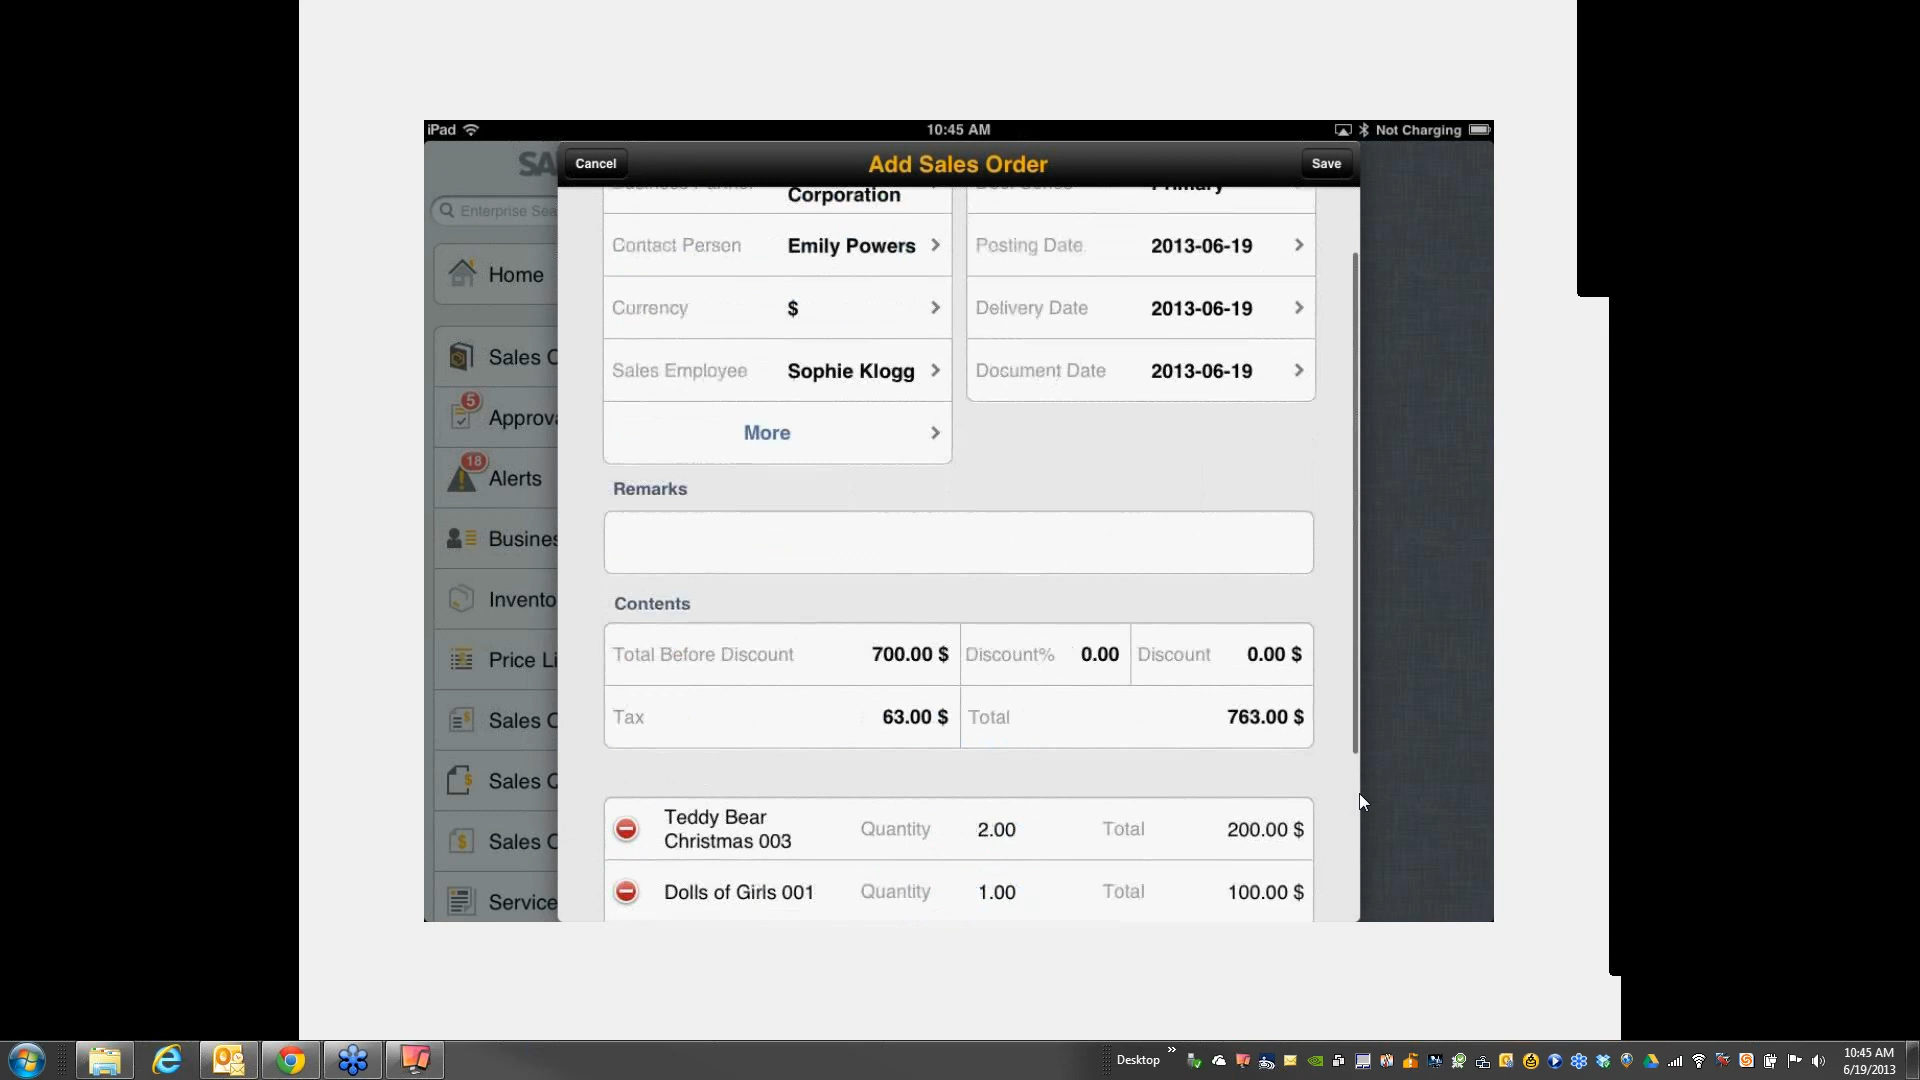 iPad
10:45 AM
Not Charging
SA
Cancel
Add Sales Order
Save
Enterprise Sea
Home
Sales O
5
Approva
18
Alerts
Busines
Invento
Price Li
Sales O
Sales Q
Sales O
Service
Corporation
Primary
Contact Person Emily Powers
Posting Date 2013-06-19
Currency $
Delivery Date 2013-06-19
Sales Employee Sophie Klogg
Document Date 2013-06-19
More
Remarks
Contents
Total Before Discount 700.00 $ Discount% 0.00 Discount 0.00 $
Tax 63.00 $ Total 763.00 $
Teddy Bear
Christmas 003
Quantity 2.00 Total 200.00 $
Dolls of Girls 001 Quantity 1.00 Total 100.00 $
Desktop
10:45 AM
6/19/2013